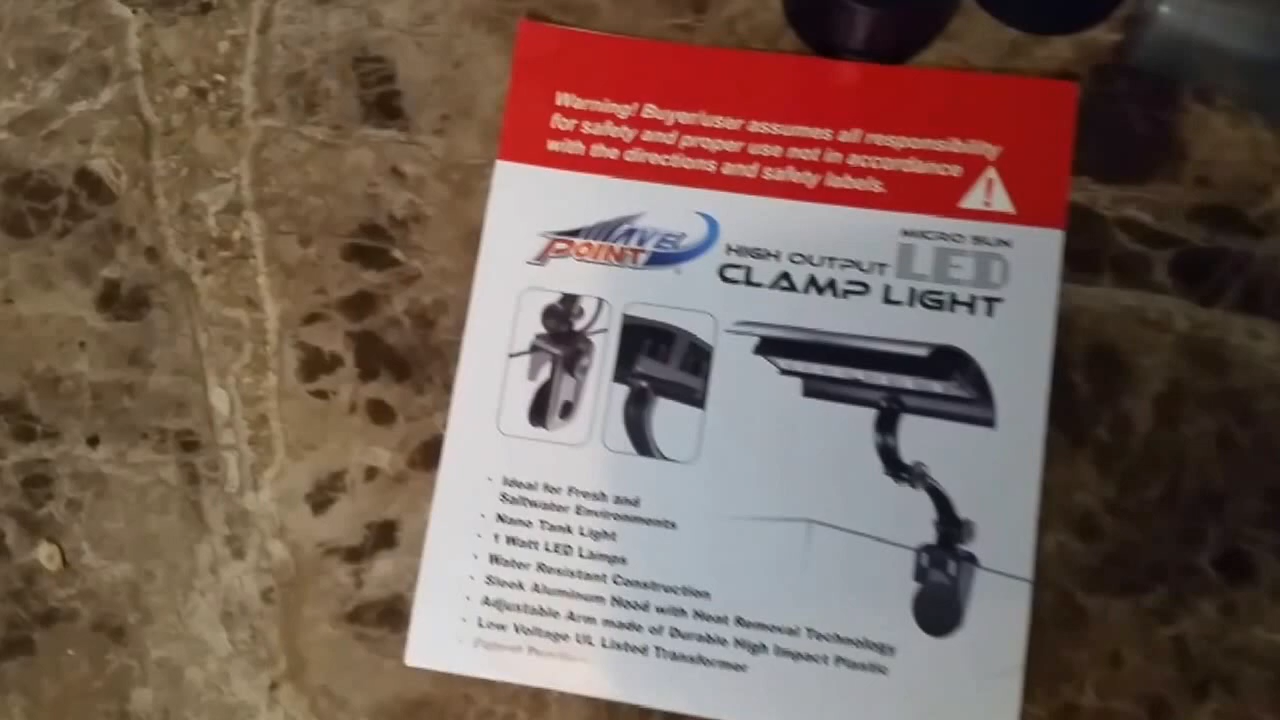 Warning! Buyer/user assumes all responsibility
for safety and proper use not in accordance
with the directions and safety labels.
WAVE
POINT
MICRO SUN
HIGH OUTPUT LED
CLAMP LIGHT
• Ideal for Fresh and
Saltwater Environments
• Nano Tank Light
• 1 Watt LED Lamps
• Water Resistant Construction
• Sleek Aluminum Hood with Heat Removal Technology
• Adjustable Arm made of Durable High Impact Plastic
• Low Voltage UL Listed Transformer
• Patent Pending